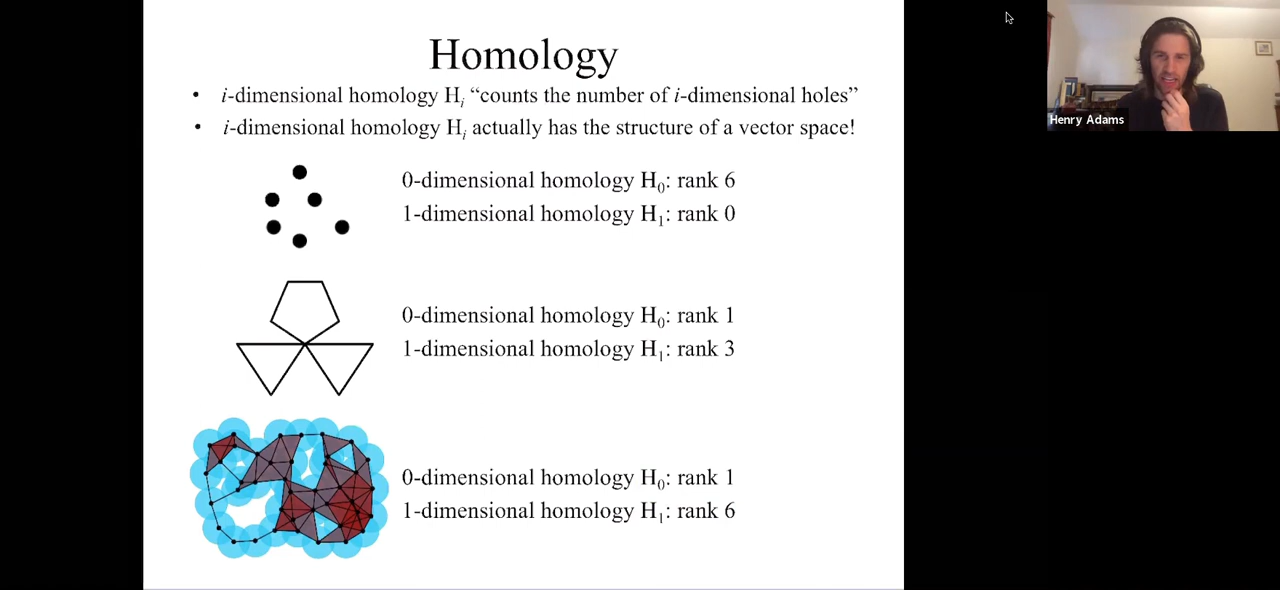 Homology
• i-dimensional homology Hᵢ “counts the number of i-dimensional holes”
• i-dimensional homology Hᵢ actually has the structure of a vector space!
0-dimensional homology H₀: rank 6
1-dimensional homology H₁: rank 0
0-dimensional homology H₀: rank 1
1-dimensional homology H₁: rank 3
0-dimensional homology H₀: rank 1
1-dimensional homology H₁: rank 6
Henry Adams